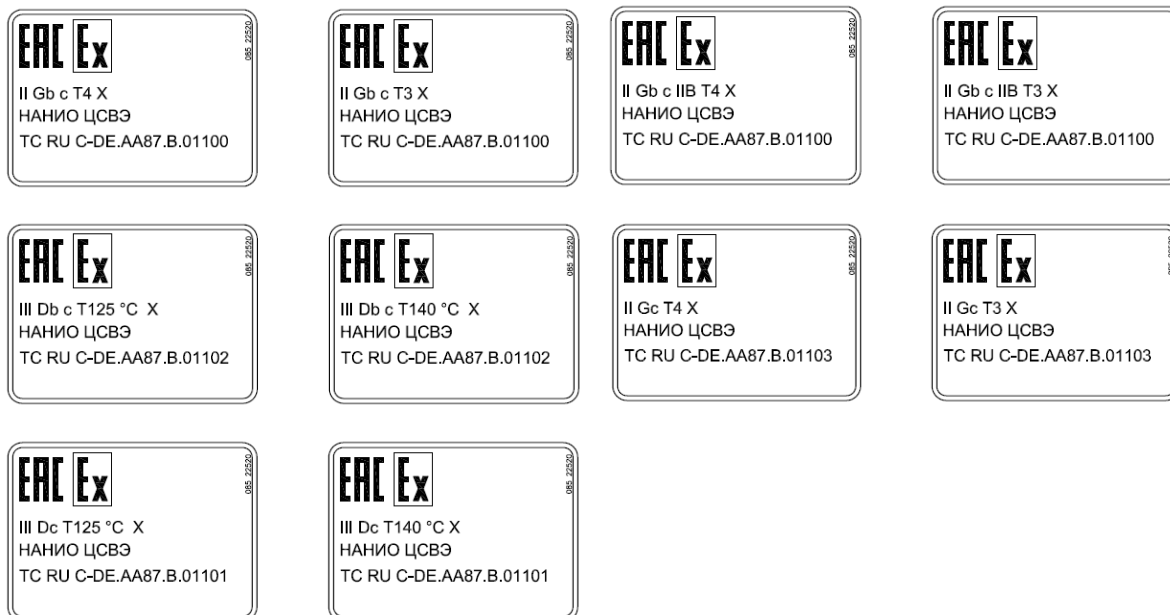 EAC Ex
085 22520
II Gb c T4 X
НАНИО ЦСВЭ
TC RU C-DE.AA87.B.01100
EAC Ex
085 22520
II Gb c T3 X
НАНИО ЦСВЭ
TC RU C-DE.AA87.B.01100
EAC Ex
085 22520
II Gb c IIB T4 X
НАНИО ЦСВЭ
TC RU C-DE.AA87.B.01100
EAC Ex
085 22520
II Gb c IIB T3 X
НАНИО ЦСВЭ
TC RU C-DE.AA87.B.01100
EAC Ex
085 22520
III Db c T125 °C X
НАНИО ЦСВЭ
TC RU C-DE.AA87.B.01102
EAC Ex
085 22520
III Db c T140 °C X
НАНИО ЦСВЭ
TC RU C-DE.AA87.B.01102
EAC Ex
085 22520
II Gc T4 X
НАНИО ЦСВЭ
TC RU C-DE.AA87.B.01103
EAC Ex
II Gc T3 X
НАНИО ЦСВЭ
TC RU C-DE.AA87.B.01103
EAC Ex
085 22520
III Dc T125 °C X
НАНИО ЦСВЭ
TC RU C-DE.AA87.B.01101
EAC Ex
085 22520
III Dc T140 °C X
НАНИО ЦСВЭ
TC RU C-DE.AA87.B.01101